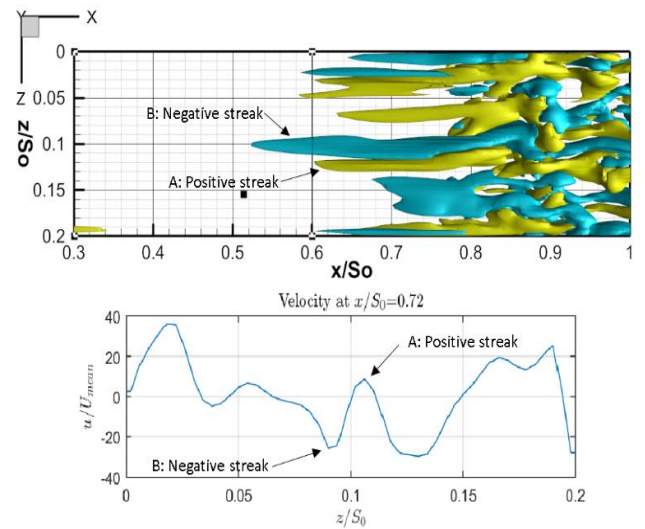 Y X
Z
z/So
0
0.05
0.1
0.15
0.2
B: Negative streak
A: Positive streak
0.3 0.4 0.5 0.6 0.7 0.8 0.9 1
x/So
Velocity at x/S₀=0.72
u/U_mean
40
20
0
-20
-40
A: Positive streak
B: Negative streak
0 0.05 0.1 0.15 0.2
z/S₀